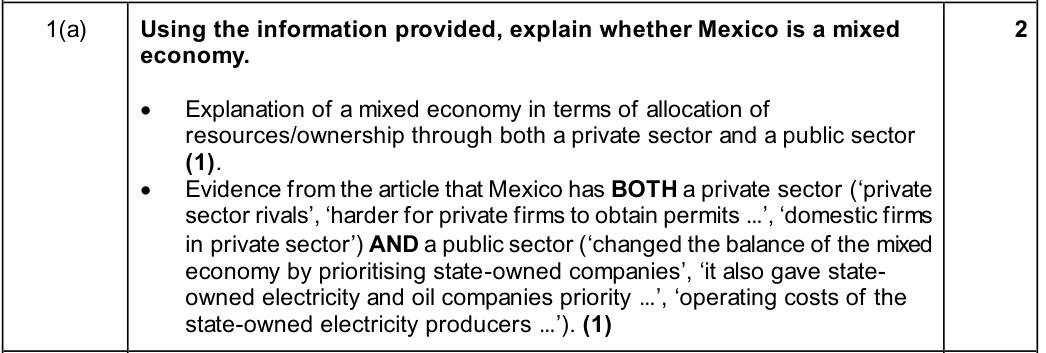 1(a) Using the information provided, explain whether Mexico is a mixed 2
economy.
• Explanation of a mixed economy in terms of allocation of
resources/ownership through both a private sector and a public sector
(1).
• Evidence from the article that Mexico has BOTH a private sector (‘private
sector rivals’, ‘harder for private firms to obtain permits ...’, ‘domestic firms
in private sector’) AND a public sector (‘changed the balance of the mixed
economy by prioritising state-owned companies’, ‘it also gave state-
owned electricity and oil companies priority ...’, ‘operating costs of the
state-owned electricity producers ...’). (1)